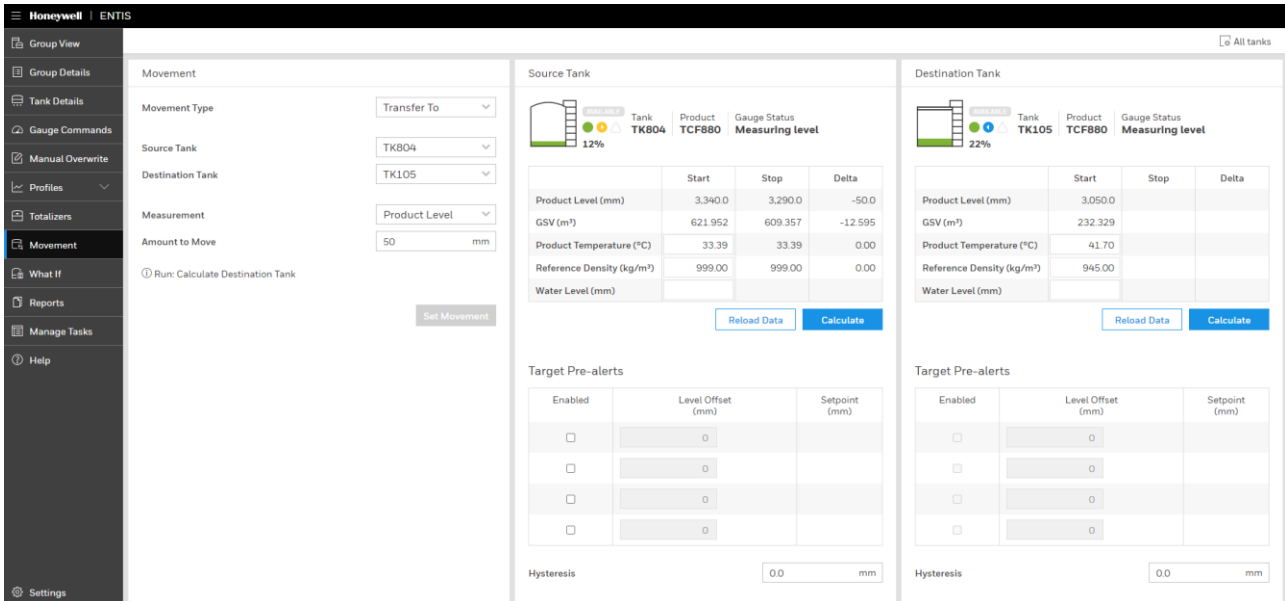 Honeywell | ENTIS
Group View
Group Details
Tank Details
Gauge Commands
Manual Overwrite
Profiles
Totalizers
Movement
What If
Reports
Manage Tasks
Help
Settings
All tanks
Movement
Movement Type Transfer To
Source Tank TK804
Destination Tank TK105
Measurement Product Level
Amount to Move 50 mm
Run: Calculate Destination Tank
Set Movement
Source Tank
AVAILABLE
Tank Product Gauge Status
TK804 TCF880 Measuring level
12%
Start Stop Delta
Product Level (mm) 3,340.0 3,290.0 -50.0
GSV (m³) 621.952 609.357 -12.595
Product Temperature (°C) 33.39 33.39 0.00
Reference Density (kg/m³) 999.00 999.00 0.00
Water Level (mm)
Reload Data Calculate
Target Pre-alerts
Enabled Level Offset Setpoint
(mm) (mm)
0
0
0
0
Hysteresis 0.0 mm
Destination Tank
AVAILABLE
Tank Product Gauge Status
TK105 TCF880 Measuring level
22%
Start Stop Delta
Product Level (mm) 3,050.0
GSV (m³) 232.329
Product Temperature (°C) 41.70
Reference Density (kg/m³) 945.00
Water Level (mm)
Reload Data Calculate
Target Pre-alerts
Enabled Level Offset Setpoint
(mm) (mm)
0
0
0
0
Hysteresis 0.0 mm